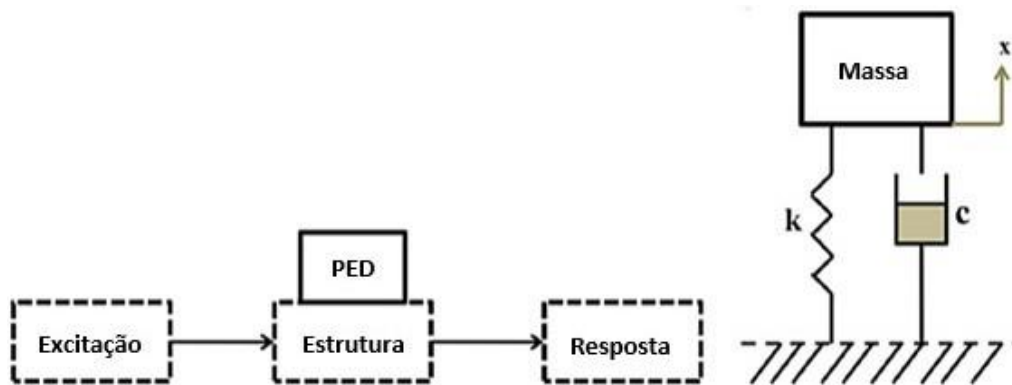 Excitação
PED
Estrutura
Resposta
Massa
x
k
c